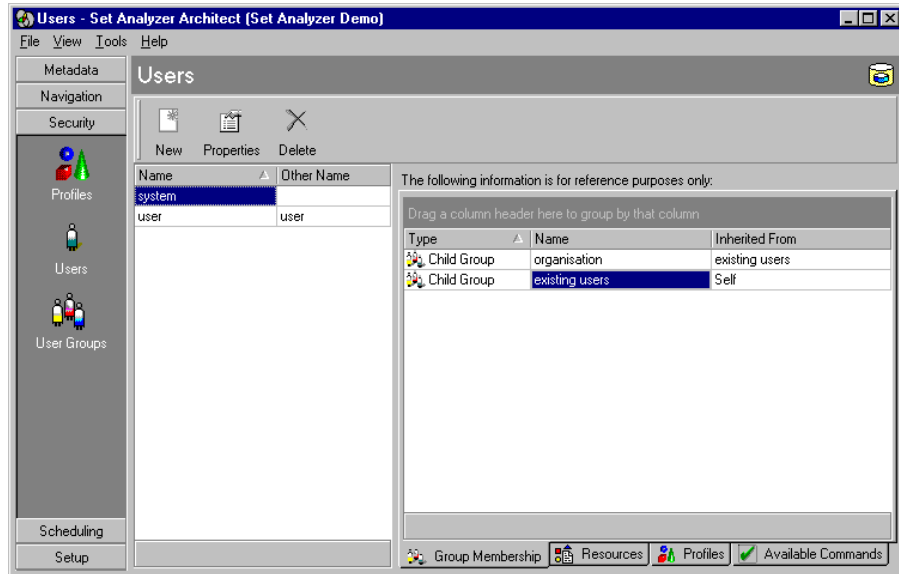 Users - Set Analyzer Architect (Set Analyzer Demo)
File View Tools Help
Metadata
Navigation
Security
Profiles
Users
User Groups
Scheduling
Setup
Users
New Properties Delete
Name Other Name
system
user user
The following information is for reference purposes only:
Drag a column header here to group by that column
Type Name Inherited From
Child Group organisation existing users
Child Group existing users Self
Group Membership Resources Profiles Available Commands